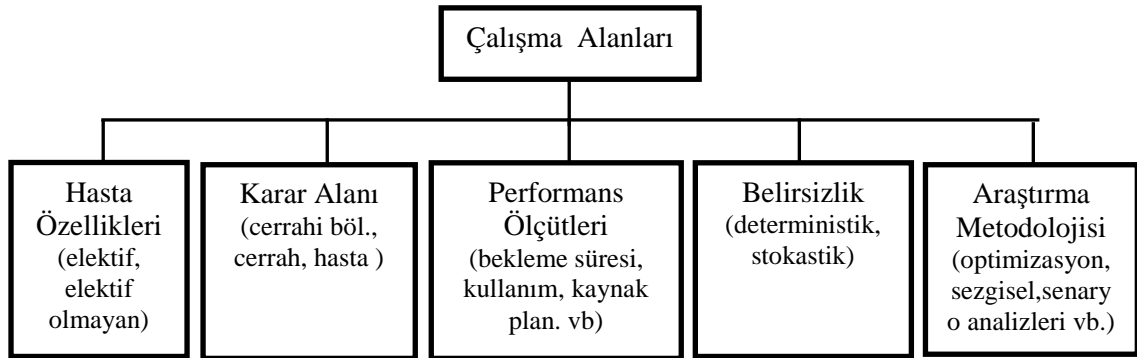 Çalışma Alanları
Hasta
Özellikleri
(elektif,
elektif
olmayan)
Karar Alanı
(cerrahi böl.,
cerrah, hasta )
Performans
Ölçütleri
(bekleme süresi,
kullanım, kaynak
plan. vb)
Belirsizlik
(deterministik,
stokastik)
Araştırma
Metodolojisi
(optimizasyon,
sezgisel,senary
o analizleri vb.)